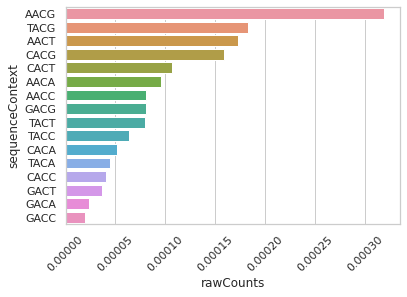 AACG
TACG
AACT
CACG
CACT
AACA
AACC
GACG
TACT
TACC
CACA
TACA
CACC
GACT
GACA
GACC
sequenceContext
0.00000
0.00005
0.00010
0.00015
0.00020
0.00025
0.00030
rawCounts